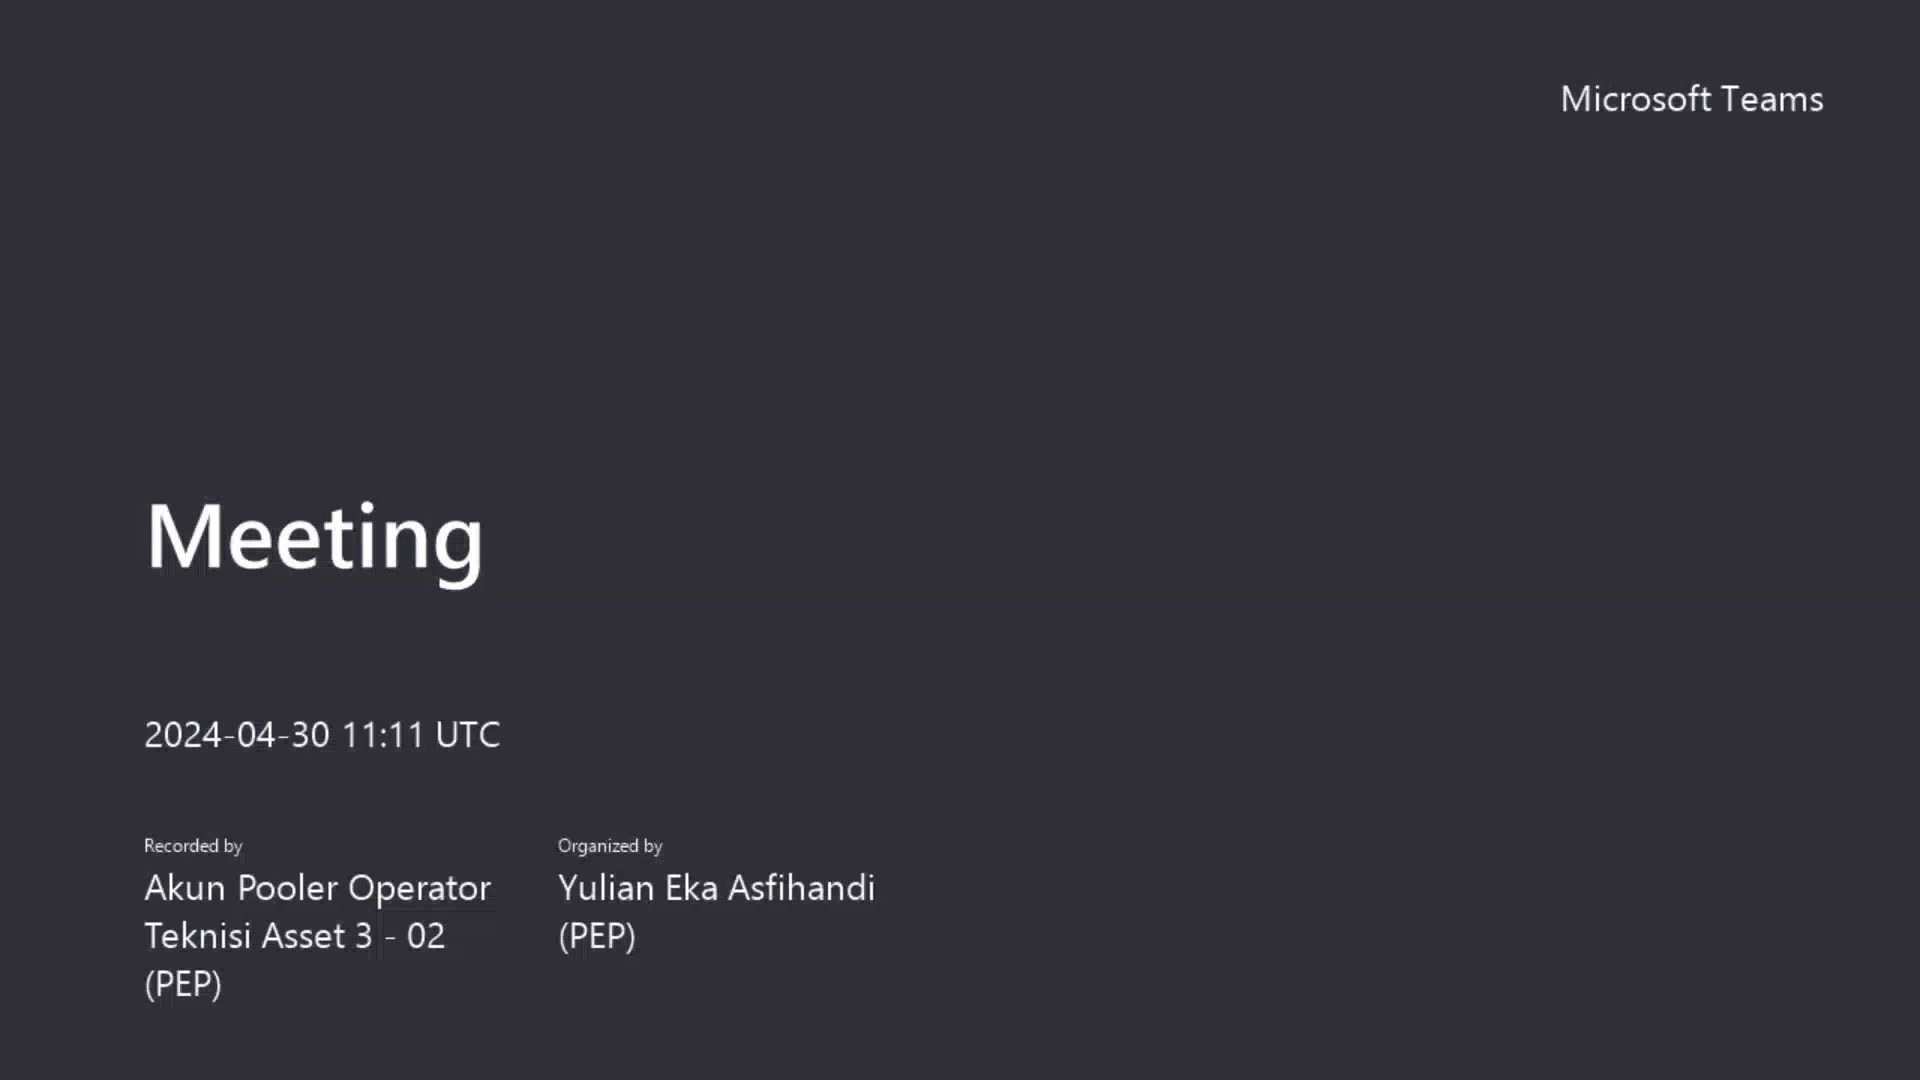 Microsoft Teams
Meeting
2024-04-30 11:11 UTC
Recorded by
Akun Pooler Operator
Teknisi Asset 3 - 02
(PEP)
Organized by
Yulian Eka Asfihandi
(PEP)